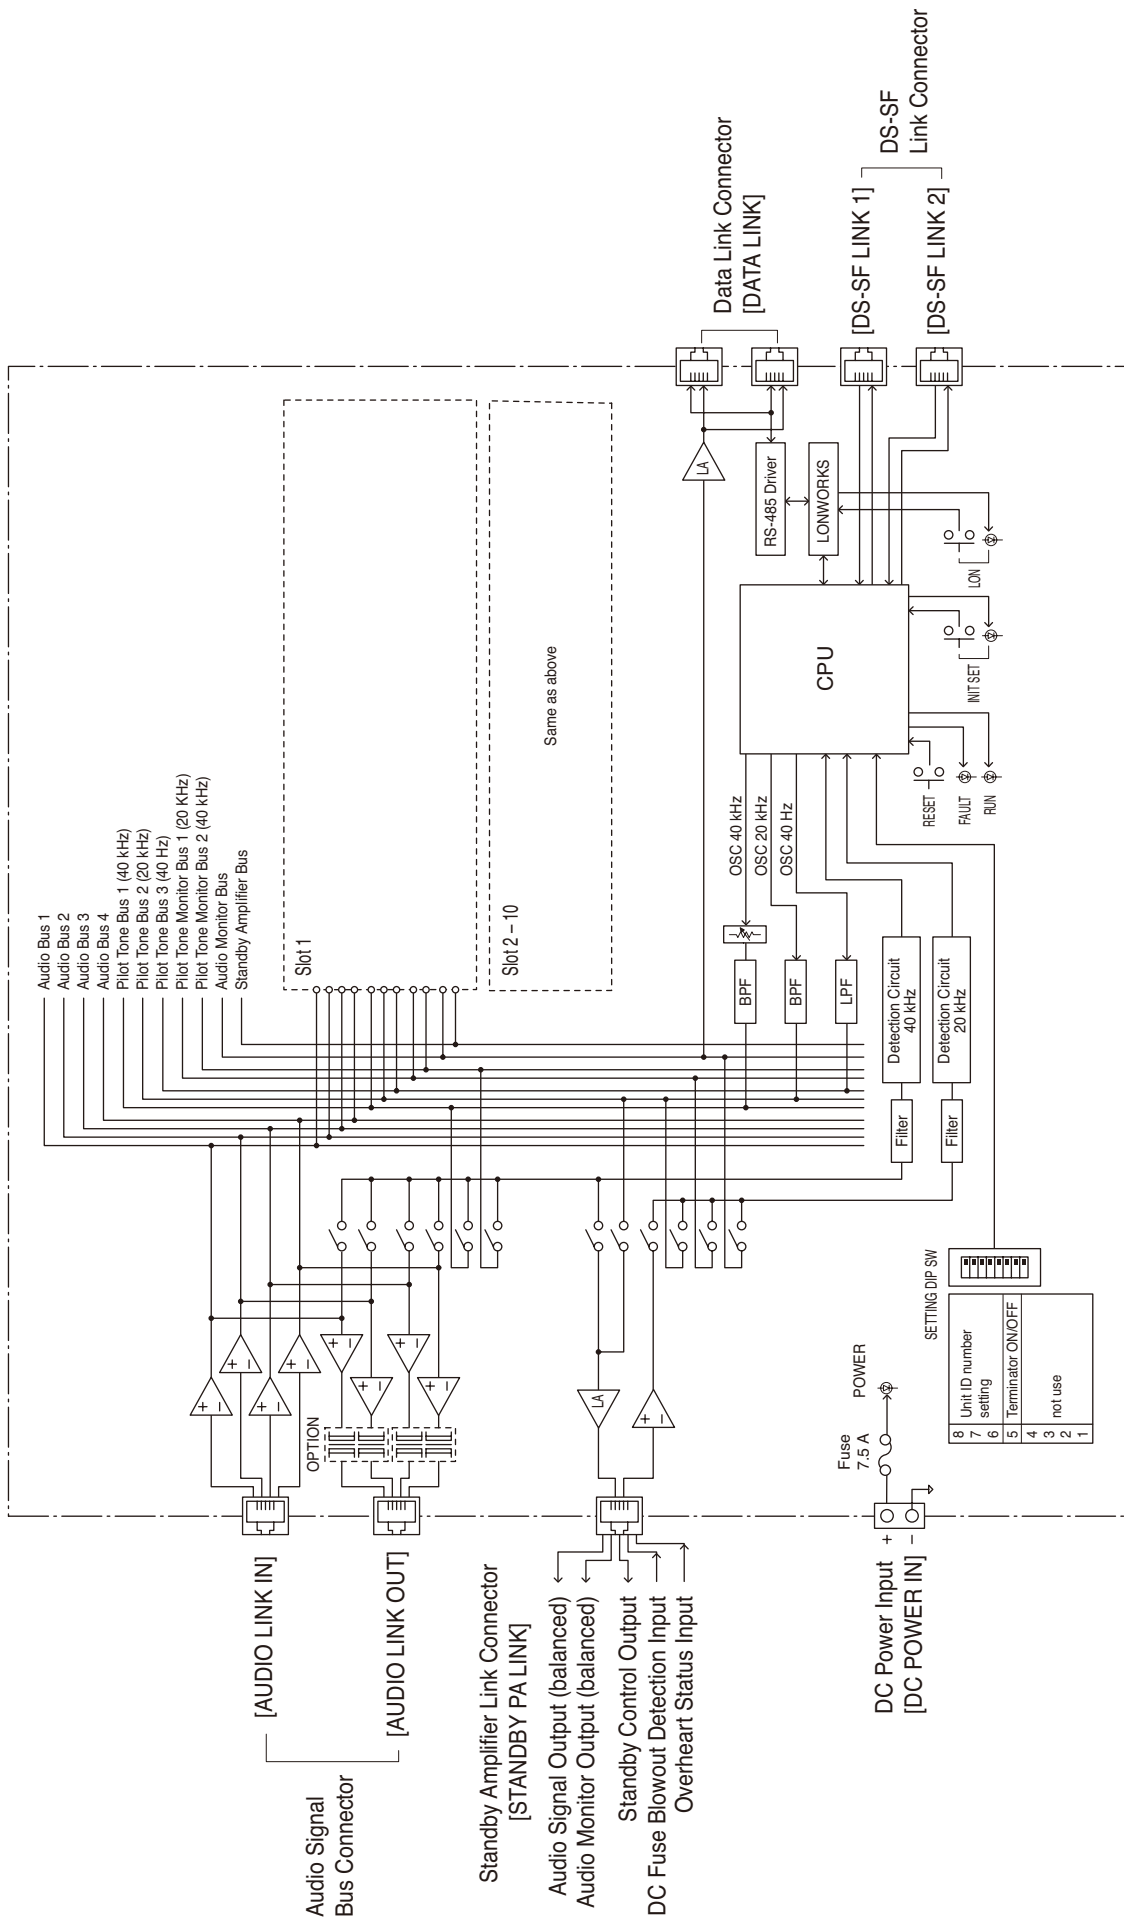 Audio Signal
Bus Connector
[AUDIO LINK IN]
[AUDIO LINK OUT]
OPTION
+
−
+
−
+
−
+
−
+
−
+
−
+
−
+
−
Audio Bus 1
Audio Bus 2
Audio Bus 3
Audio Bus 4
Pilot Tone Bus 1 (40 kHz)
Pilot Tone Bus 2 (20 kHz)
Pilot Tone Bus 3 (40 Hz)
Pilot Tone Monitor Bus 1 (20 KHz)
Pilot Tone Monitor Bus 2 (40 kHz)
Audio Monitor Bus
Standby Amplifier Bus
Slot 1
Slot 2 – 10
Same as above
Standby Amplifier Link Connector
[STANDBY PA LINK]
Audio Signal Output (balanced)
Audio Monitor Output (balanced)
Standby Control Output
DC Fuse Blowout Detection Input
Overheart Status Input
LA
+
−
LA
Data Link Connector
[DATA LINK]
RS-485 Driver
LONWORKS
CPU
OSC 40 kHz
OSC 20 kHz
OSC 40 Hz
BPF
BPF
LPF
Detection Circuit
40 kHz
Detection Circuit
20 kHz
Filter
Filter
[DS-SF LINK 1]
[DS-SF LINK 2]
DS-SF
Link Connector
LON
INIT SET
RESET
FAULT
RUN
DC Power Input
[DC POWER IN]
+
−
Fuse
7.5 A
POWER
SETTING DIP SW
8
7
6
Unit ID number
setting
5
Terminator ON/OFF
4
3
2
1
not use